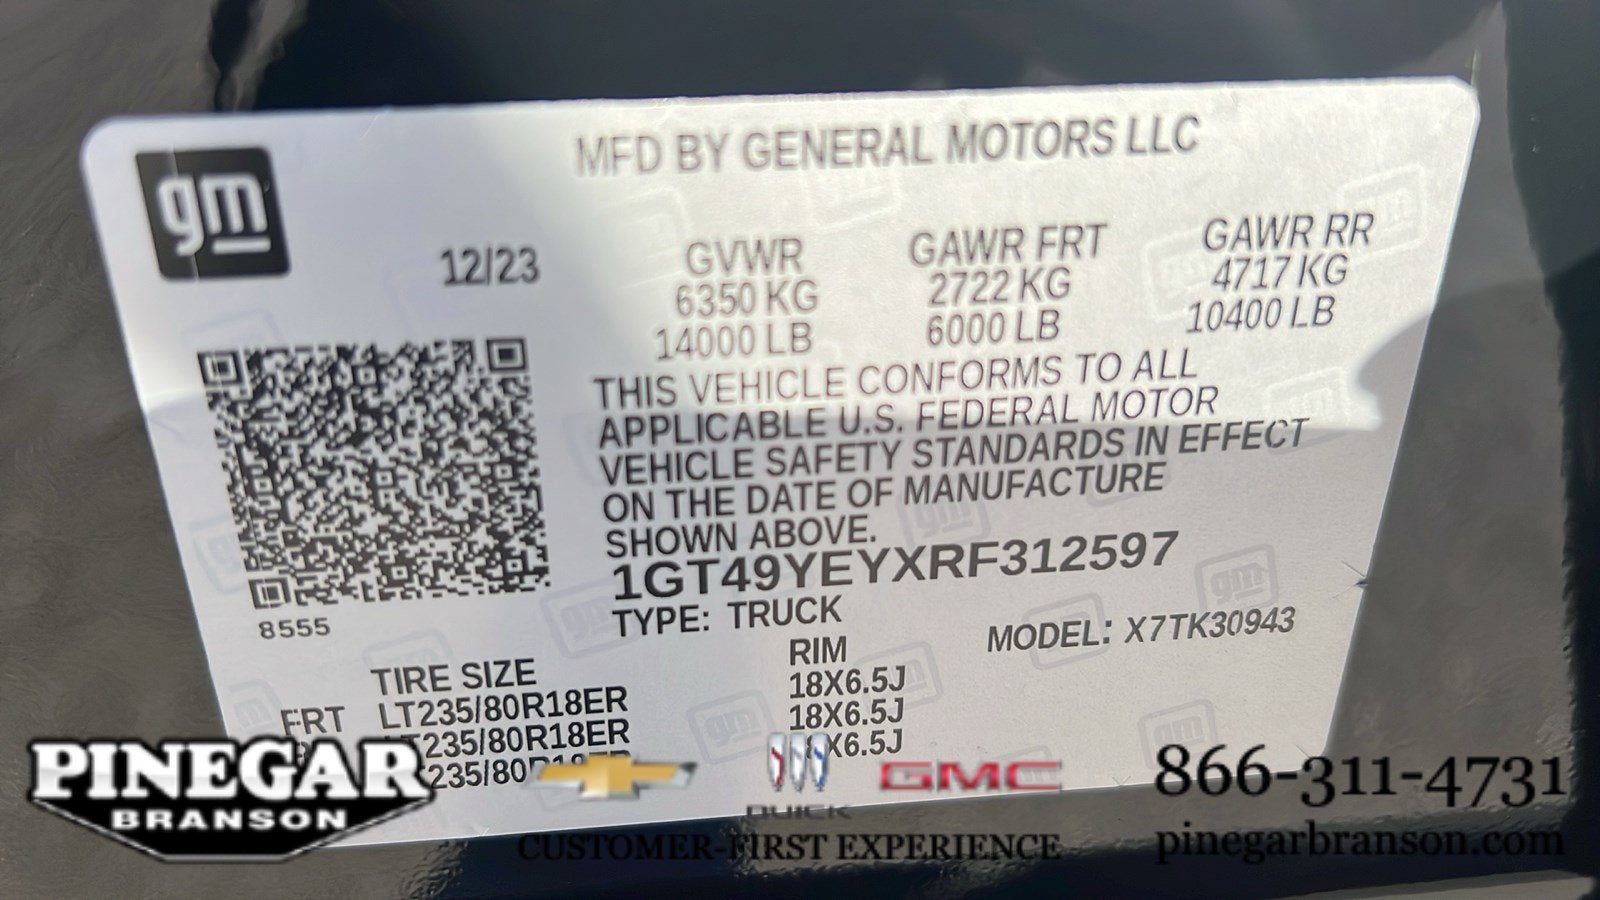 MFD BY GENERAL MOTORS LLC
gm
12/23
GVWR
6350 KG
14000 LB
GAWR FRT
2722 KG
6000 LB
GAWR RR
4717 KG
10400 LB
THIS VEHICLE CONFORMS TO ALL
APPLICABLE U.S. FEDERAL MOTOR
VEHICLE SAFETY STANDARDS IN EFFECT
ON THE DATE OF MANUFACTURE
SHOWN ABOVE.
1GT49YEYXRF312597
8555
TYPE: TRUCK
MODEL: X7TK30943
TIRE SIZE
RIM
FRT LT235/80R18ER 18X6.5J
LT235/80R18ER 18X6.5J
PINEGAR
BRANSON
BUICK
GMC
CUSTOMER-FIRST EXPERIENCE
866-311-4731
pinegarbranson.com